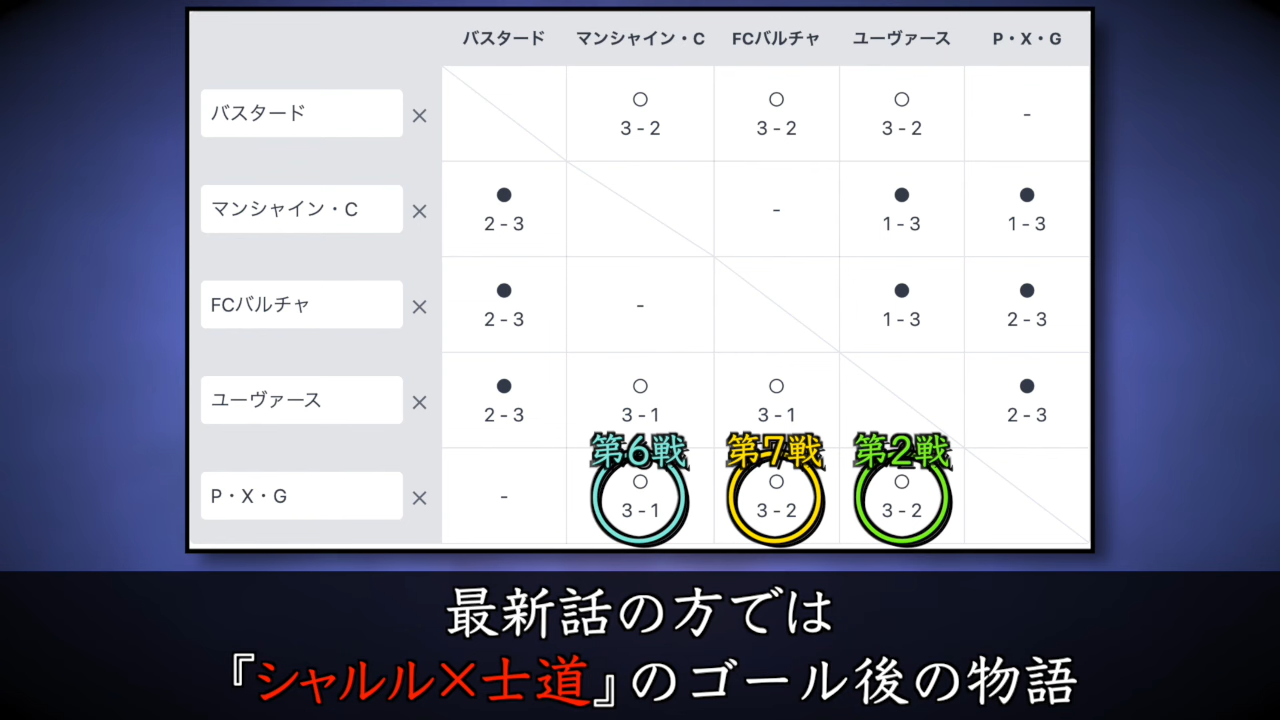 バスタード マンシャイン・C FCバルチャ ユーヴァース P・X・G
バスタード × ○ ○ ○ -
3 - 2 3 - 2 3 - 2
マンシャイン・C × ● - ● ●
2 - 3 1 - 3 1 - 3
FCバルチャ × ● - ● ●
2 - 3 1 - 3 2 - 3
ユーヴァース × ● ○ ○ ●
2 - 3 3 - 1 3 - 1 2 - 3
第6戦 第7戦 第2戦
P・X・G × - ○ ○ ○
3 - 1 3 - 2 3 - 2
最新話の方では
『シャルル×士道』のゴール後の物語